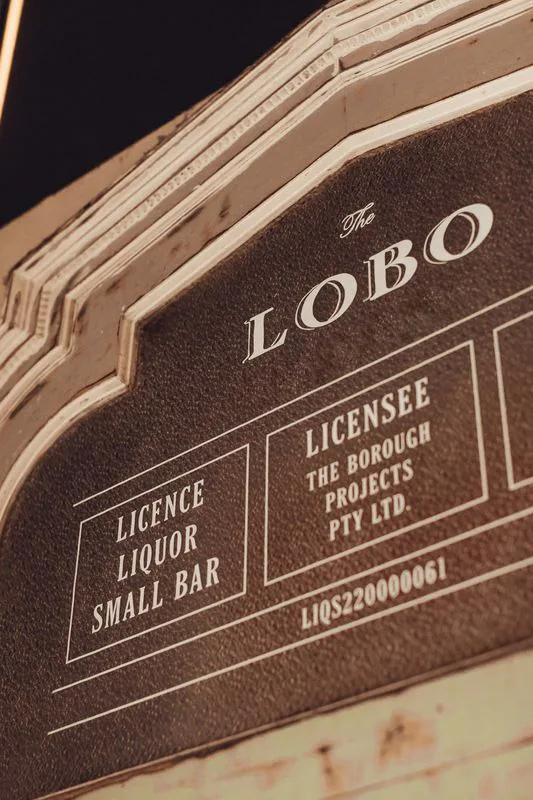 The
LOBO
LICENCE
LIQUOR
SMALL BAR
LICENSEE
THE BOROUGH
PROJECTS
PTY LTD.
LIQS220000061